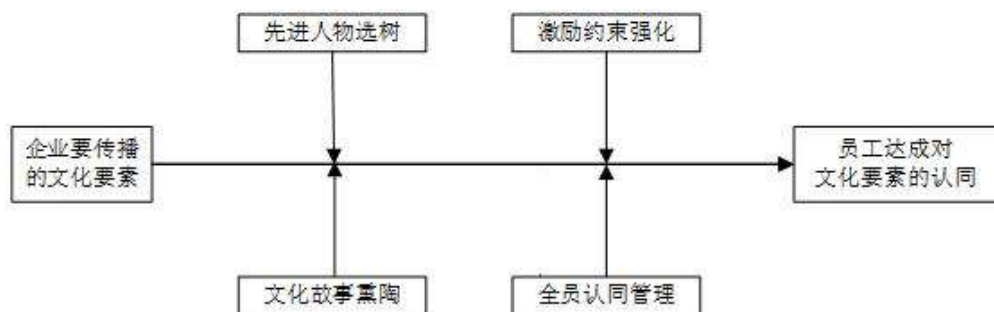 先进人物选树
激励约束强化
企业要传播
的文化要素
员工达成对
文化要素的认同
文化故事熏陶
全员认同管理